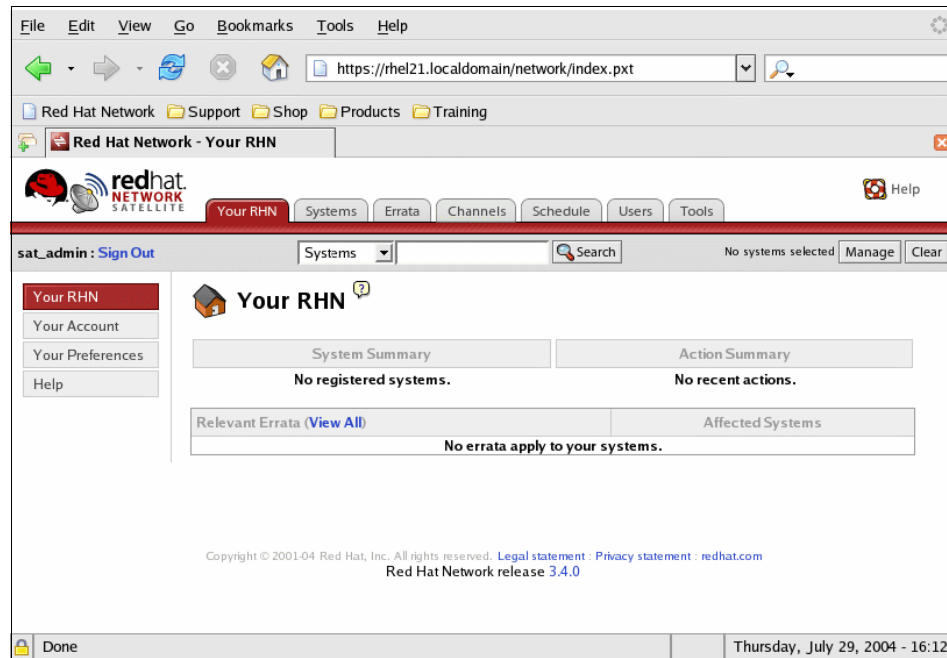 File Edit View Go Bookmarks Tools Help
https://rhel21.localdomain/network/index.pxt
Red Hat Network Support Shop Products Training
Red Hat Network - Your RHN
redhat.
NETWORK
SATELLITE
Help
Your RHN Systems Errata Channels Schedule Users Tools
sat_admin : Sign Out Systems Search No systems selected Manage Clear
Your RHN
Your Account
Your Preferences
Help
Your RHN ?
System Summary Action Summary
No registered systems. No recent actions.
Relevant Errata (View All) Affected Systems
No errata apply to your systems.
Copyright © 2001-04 Red Hat, Inc. All rights reserved. Legal statement : Privacy statement : redhat.com
Red Hat Network release 3.4.0
Done Thursday, July 29, 2004 - 16:12